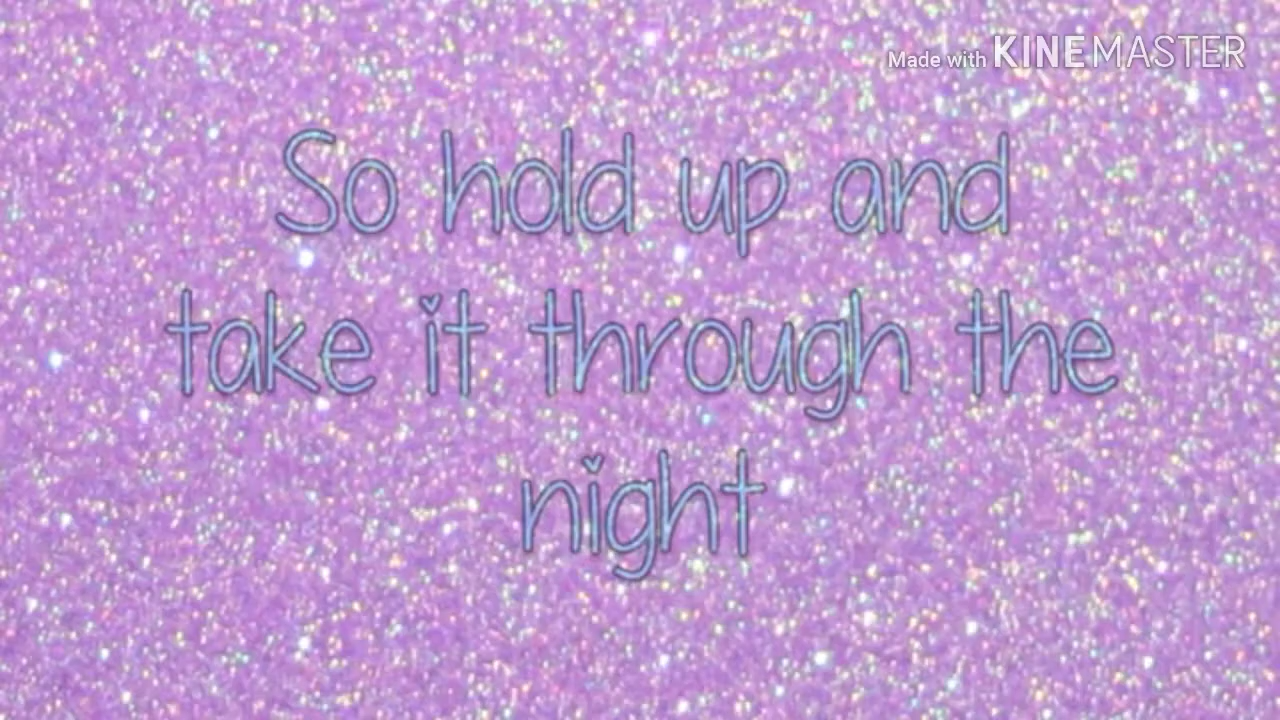 Made with KINEMASTER
So hold up and
take it through the
night